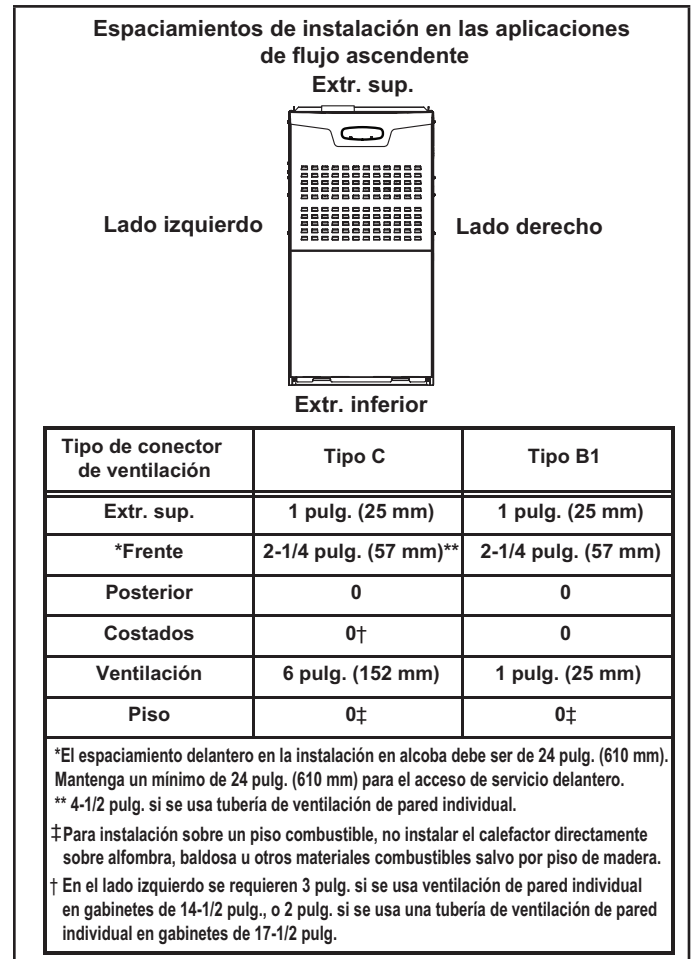 Espaciamientos de instalación en las aplicaciones
de flujo ascendente
Extr. sup.
Lado izquierdo
Lado derecho
Extr. inferior
Tipo de conector
de ventilación
Tipo C
Tipo B1
Extr. sup.
1 pulg. (25 mm)
1 pulg. (25 mm)
*Frente
2-1/4 pulg. (57 mm)**
2-1/4 pulg. (57 mm)
Posterior
0
0
Costados
0†
0
Ventilación
6 pulg. (152 mm)
1 pulg. (25 mm)
Piso
0‡
0‡
*El espaciamiento delantero en la instalación en alcoba debe ser de 24 pulg. (610 mm).
Mantenga un mínimo de 24 pulg. (610 mm) para el acceso de servicio delantero.
** 4-1/2 pulg. si se usa tubería de ventilación de pared individual.
‡Para instalación sobre un piso combustible, no instalar el calefactor directamente
sobre alfombra, baldosa u otros materiales combustibles salvo por piso de madera.
† En el lado izquierdo se requieren 3 pulg. si se usa ventilación de pared individual
en gabinetes de 14-1/2 pulg., o 2 pulg. si se usa una tubería de ventilación de pared
individual en gabinetes de 17-1/2 pulg.